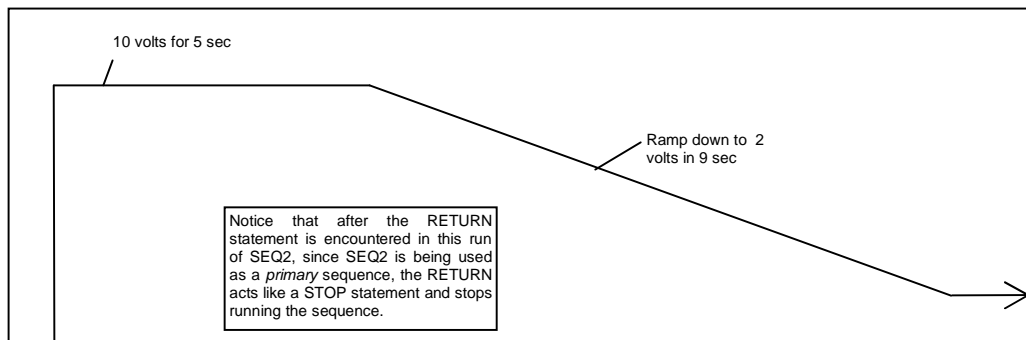 10 volts for 5 sec
Ramp down to 2
volts in 9 sec
Notice that after the RETURN
statement is encountered in this run
of SEQ2, since SEQ2 is being used
as a primary sequence, the RETURN
acts like a STOP statement and stops
running the sequence.